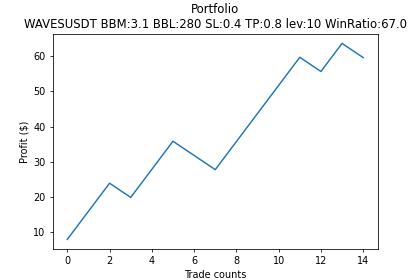 Portfolio
WAVESUSDT BBM:3.1 BBL:280 SL:0.4 TP:0.8 lev:10 WinRatio:67.0
60
50
40
30
20
10
Profit ($)
0 2 4 6 8 10 12 14
Trade counts